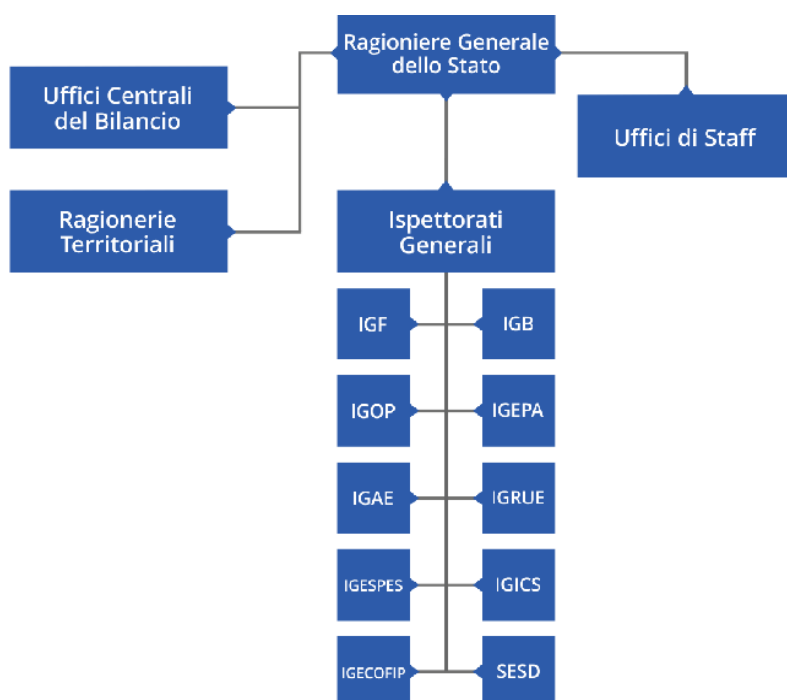 Ragioniere Generale
dello Stato
Uffici Centrali
del Bilancio
Uffici di Staff
Ragionerie
Territoriali
Ispettorati
Generali
IGF
IGB
IGOP
IGEPA
IGAE
IGRUE
IGESPES
IGICS
IGECOFIP
SESD